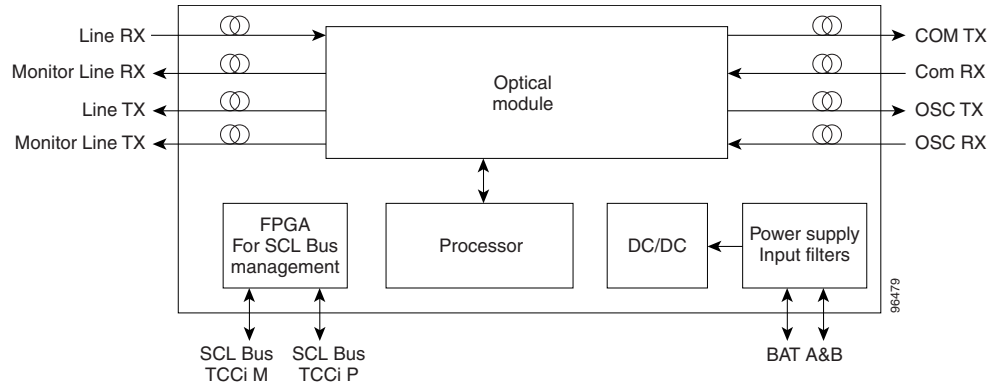 Line RX
Monitor Line RX
Line TX
Monitor Line TX
Optical
module
COM TX
Com RX
OSC TX
OSC RX
FPGA
For SCL Bus
management
Processor
DC/DC
Power supply
Input filters
96479
SCL Bus
TCCi M
SCL Bus
TCCi P
BAT A&B